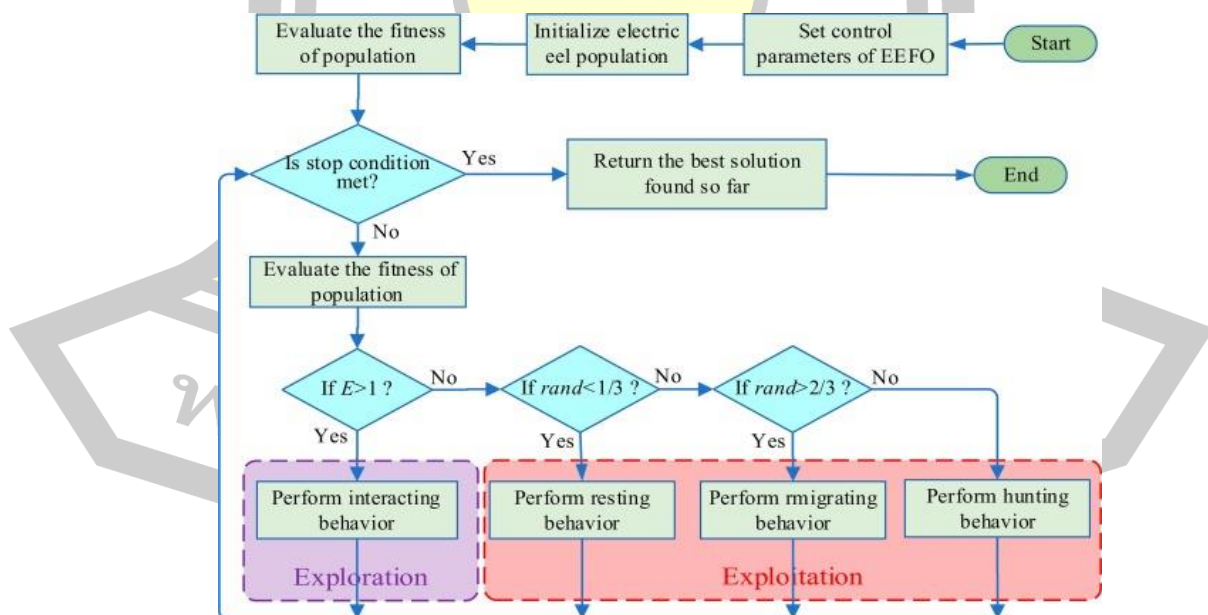 Start
Set control
parameters of EEFO
Initialize electric
eel population
Evaluate the fitness
of population
Is stop condition
met?
Yes
Return the best solution
found so far
End
No
Evaluate the fitness of
population
If E>1 ?
No
If rand<1/3 ?
No
If rand>2/3 ?
No
Yes
Yes
Yes
Perform interacting
behavior
Perform resting
behavior
Perform rmigrating
behavior
Perform hunting
behavior
Exploration
Exploitation